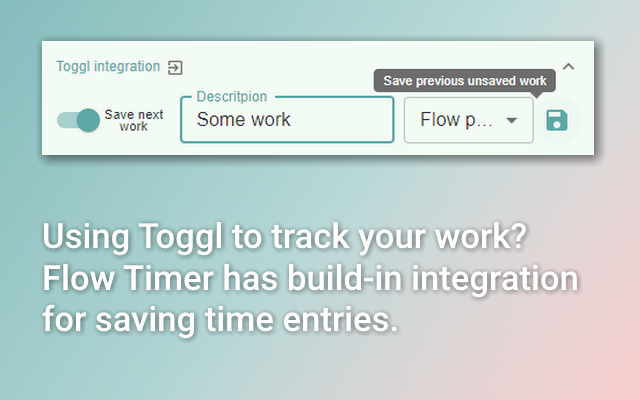 Toggl integration
Save previous unsaved work
Save next
work
Descritpion
Some work
Flow p...
Using Toggl to track your work?
Flow Timer has build-in integration
for saving time entries.